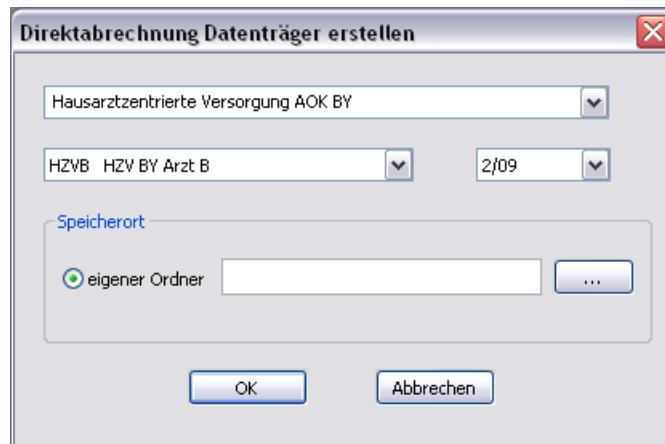 Direktabrechnung Datenträger erstellen
Hausarztzentrierte Versorgung AOK BY
HZVB HZV BY Arzt B 2/09
Speicherort
eigener Ordner ...
OK Abbrechen